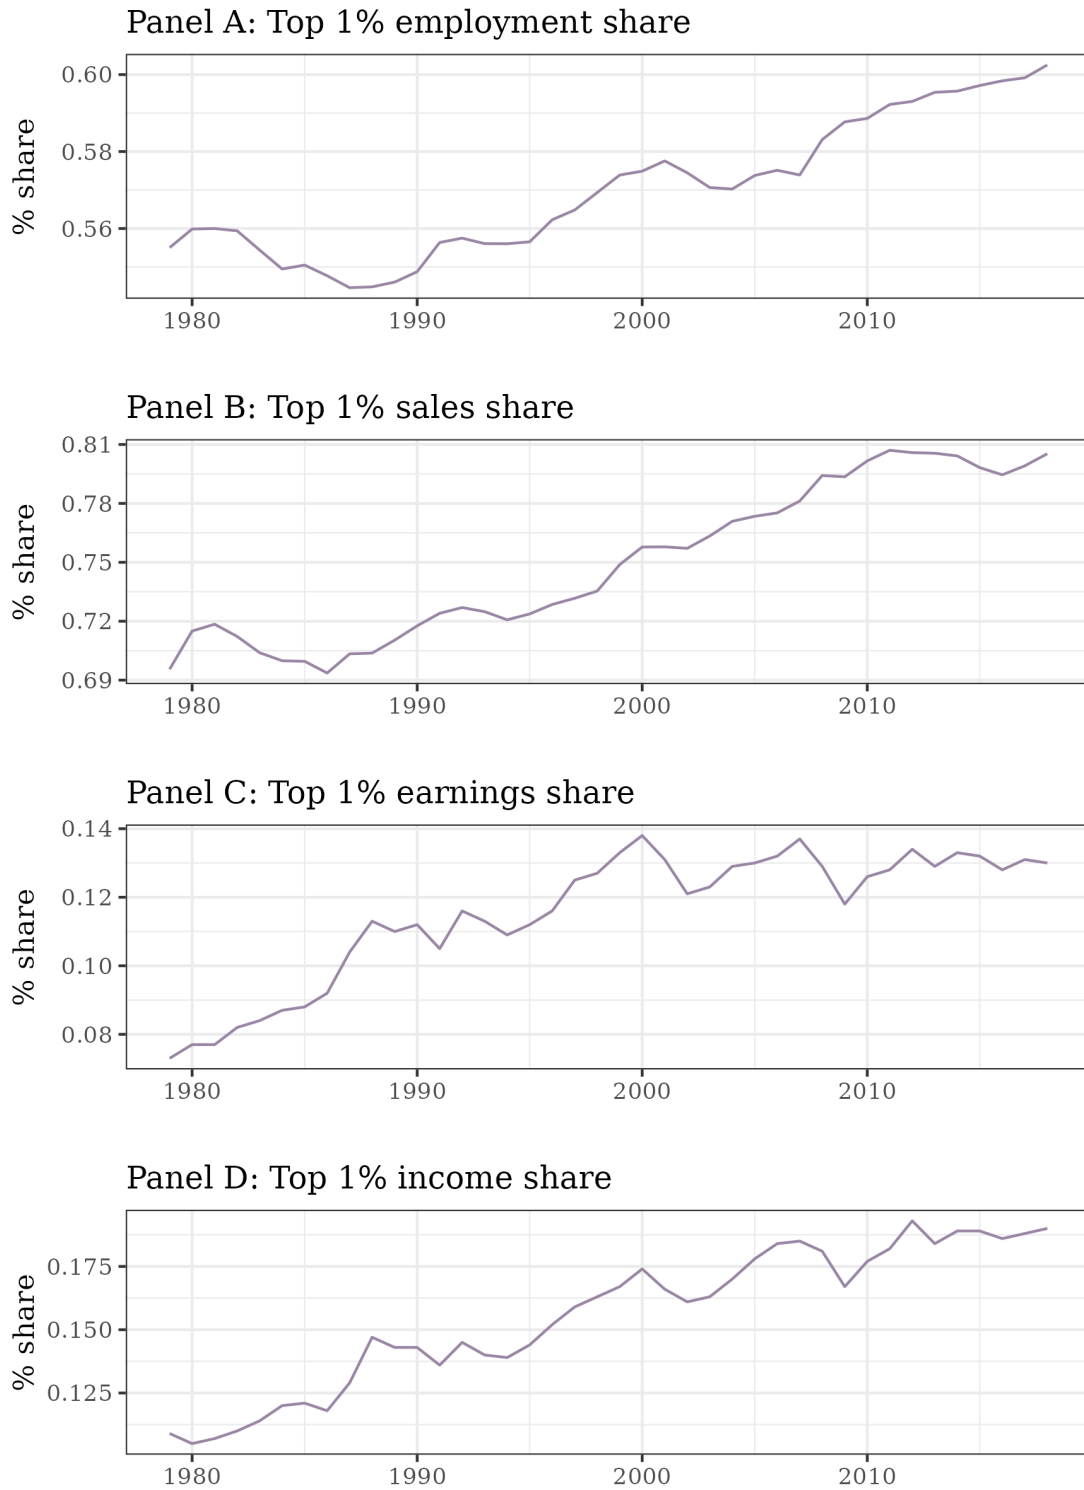 Panel A: Top 1% employment share
% share
0.60
0.58
0.56
1980 1990 2000 2010
Panel B: Top 1% sales share
% share
0.81
0.78
0.75
0.72
0.69
1980 1990 2000 2010
Panel C: Top 1% earnings share
% share
0.14
0.12
0.10
0.08
1980 1990 2000 2010
Panel D: Top 1% income share
% share
0.175
0.150
0.125
1980 1990 2000 2010